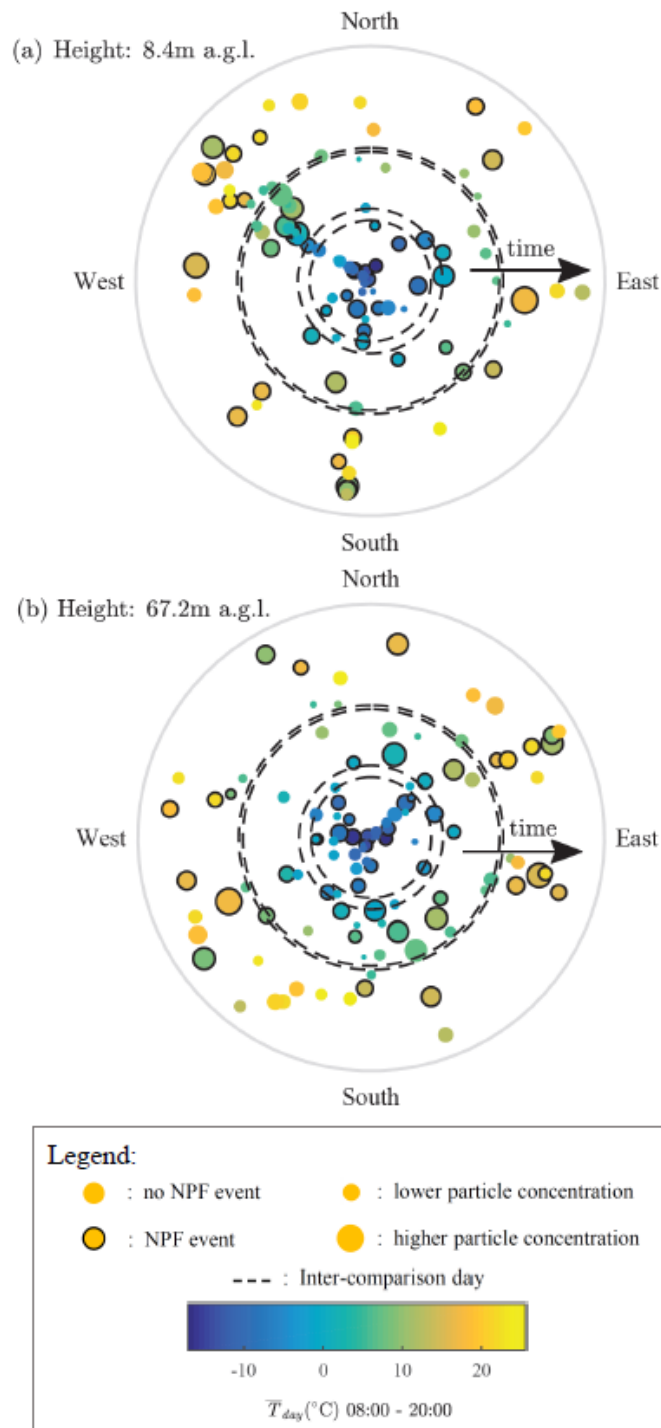 North
(a) Height: 8.4m a.g.l.
time
West
East
South
North
(b) Height: 67.2m a.g.l.
West
time
East
South
Legend:
: no NPF event
: lower particle concentration
: NPF event
: higher particle concentration
: Inter-comparison day
-10 0 10 20
T̅day(°C) 08:00 - 20:00